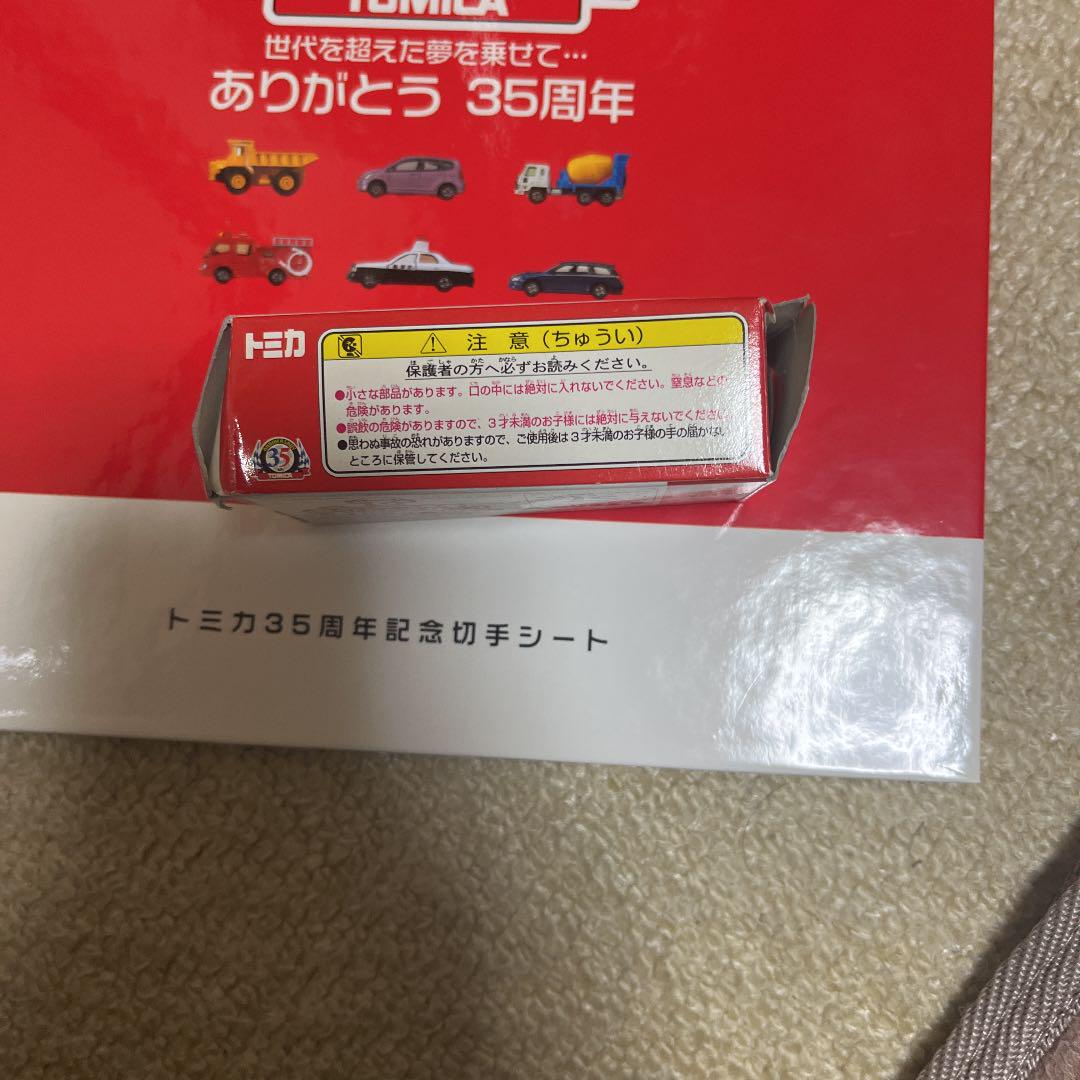 TOMICA
世代を超えた夢を乗せて…
ありがとう 35周年
トミカ
注 意 (ちゅうい)
保護者の方へ必ずお読みください。
●小さな部品があります。口の中には絶対に入れないでください。窒息などの
危険があります。
●誤飲の危険がありますので、3才未満のお子様には絶対に与えないでください。
●思わぬ事故の恐れがありますので、ご使用後は3才未満のお子様の手の届かない
ところに保管してください。
35
TOMICA
トミカ35周年記念切手シート